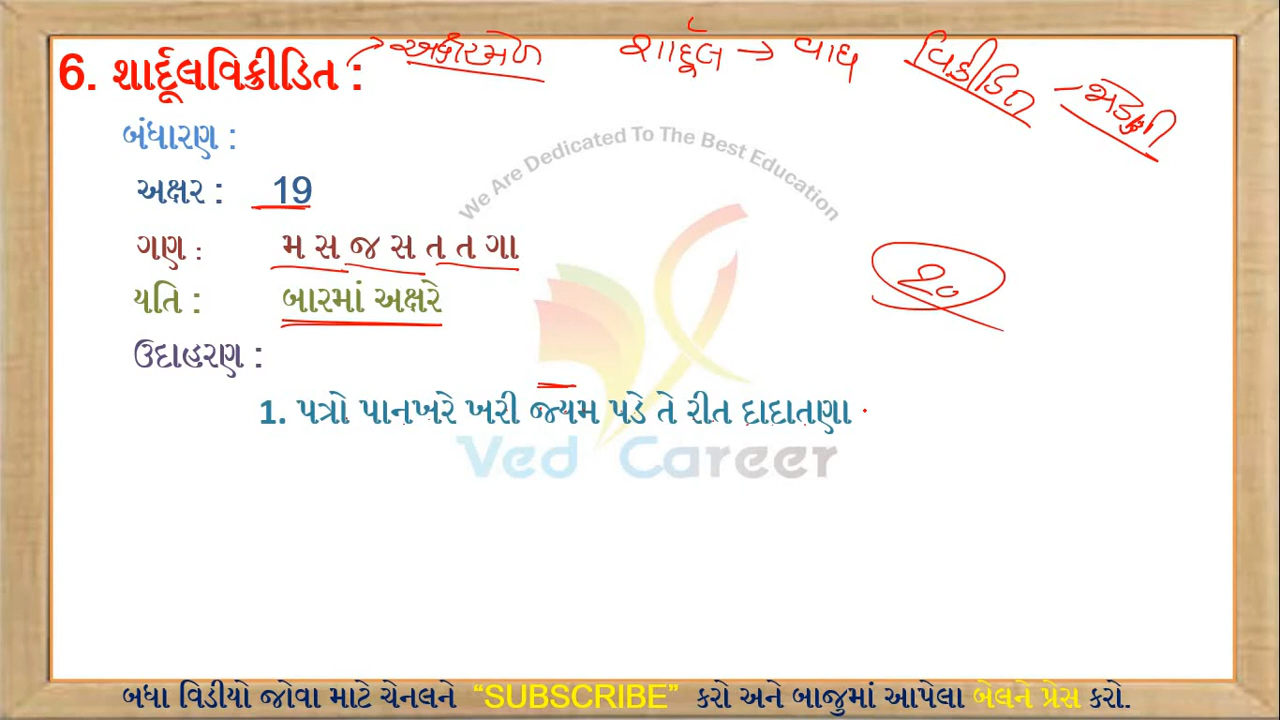 6. શાર્દૂલવિક્રીડિત : અક્ષરમેળ શાર્દૂલ → વાઘ વિક્રીડિત
બંધારણ :
We Are Dedicated To The Best Education
અક્ષર : 19
ગણ : મ સ જ સ ત ત ગા
યતિ : બારમાં અક્ષરે
ઉદાહરણ :
1. પત્રો પાનખરે ખરી જ્યમ પડે તે રીત દાદાતણા
Ved Career
બધા વિડીયો જોવા માટે ચેનલને “SUBSCRIBE” કરો અને બાજુમાં આપેલા બેલને પ્રેસ કરો.